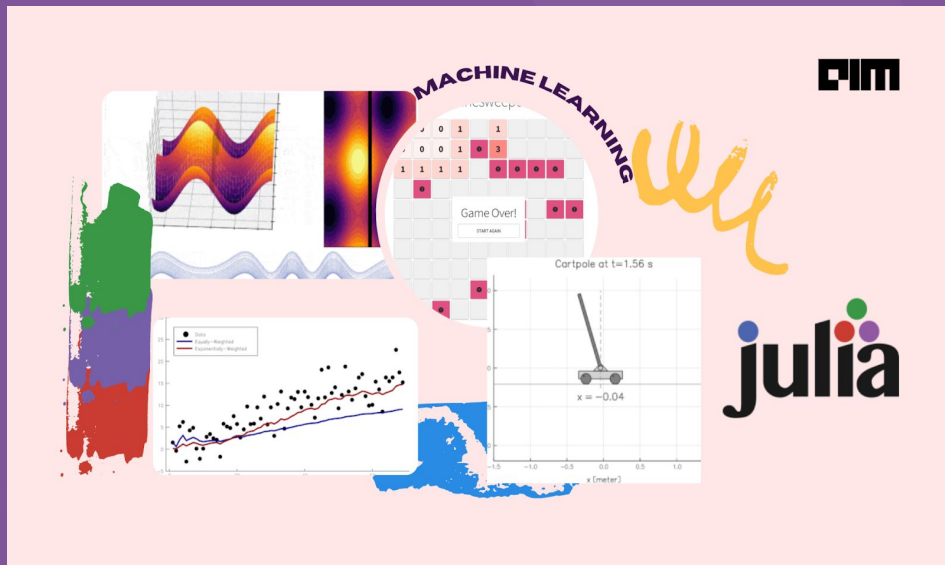 MACHINE LEARNING
AIM
0 1 1
0 0 1 3
1 1 1 1
Game Over!
START AGAIN
Cartpole at t=1.56 s
x = −0.04
−1.5 −1.0 −0.5 0.0 0.5 1.0
x [meter]
Data
Equally-Weighted
Exponentially-Weighted
25
20
15
10
5
0
julia